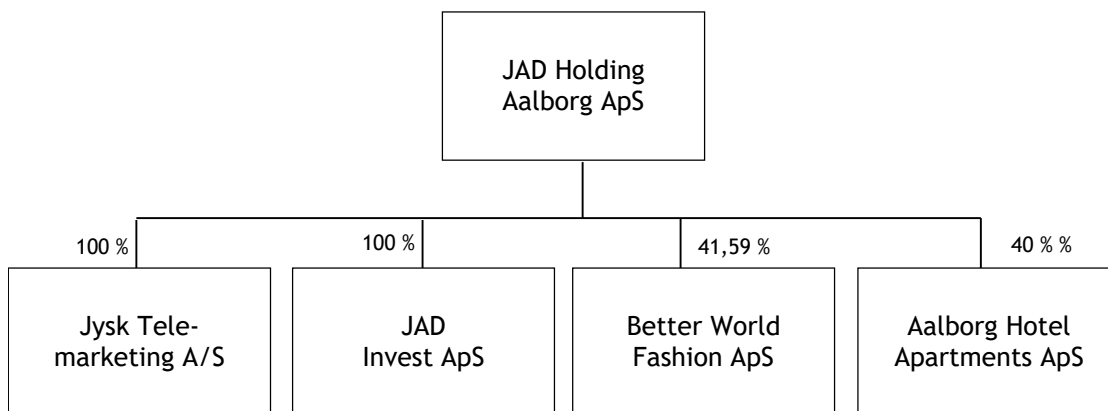 JAD Holding
Aalborg ApS
100 %
100 %
41,59 %
40 % %
Jysk Tele-
marketing A/S
JAD
Invest ApS
Better World
Fashion ApS
Aalborg Hotel
Apartments ApS